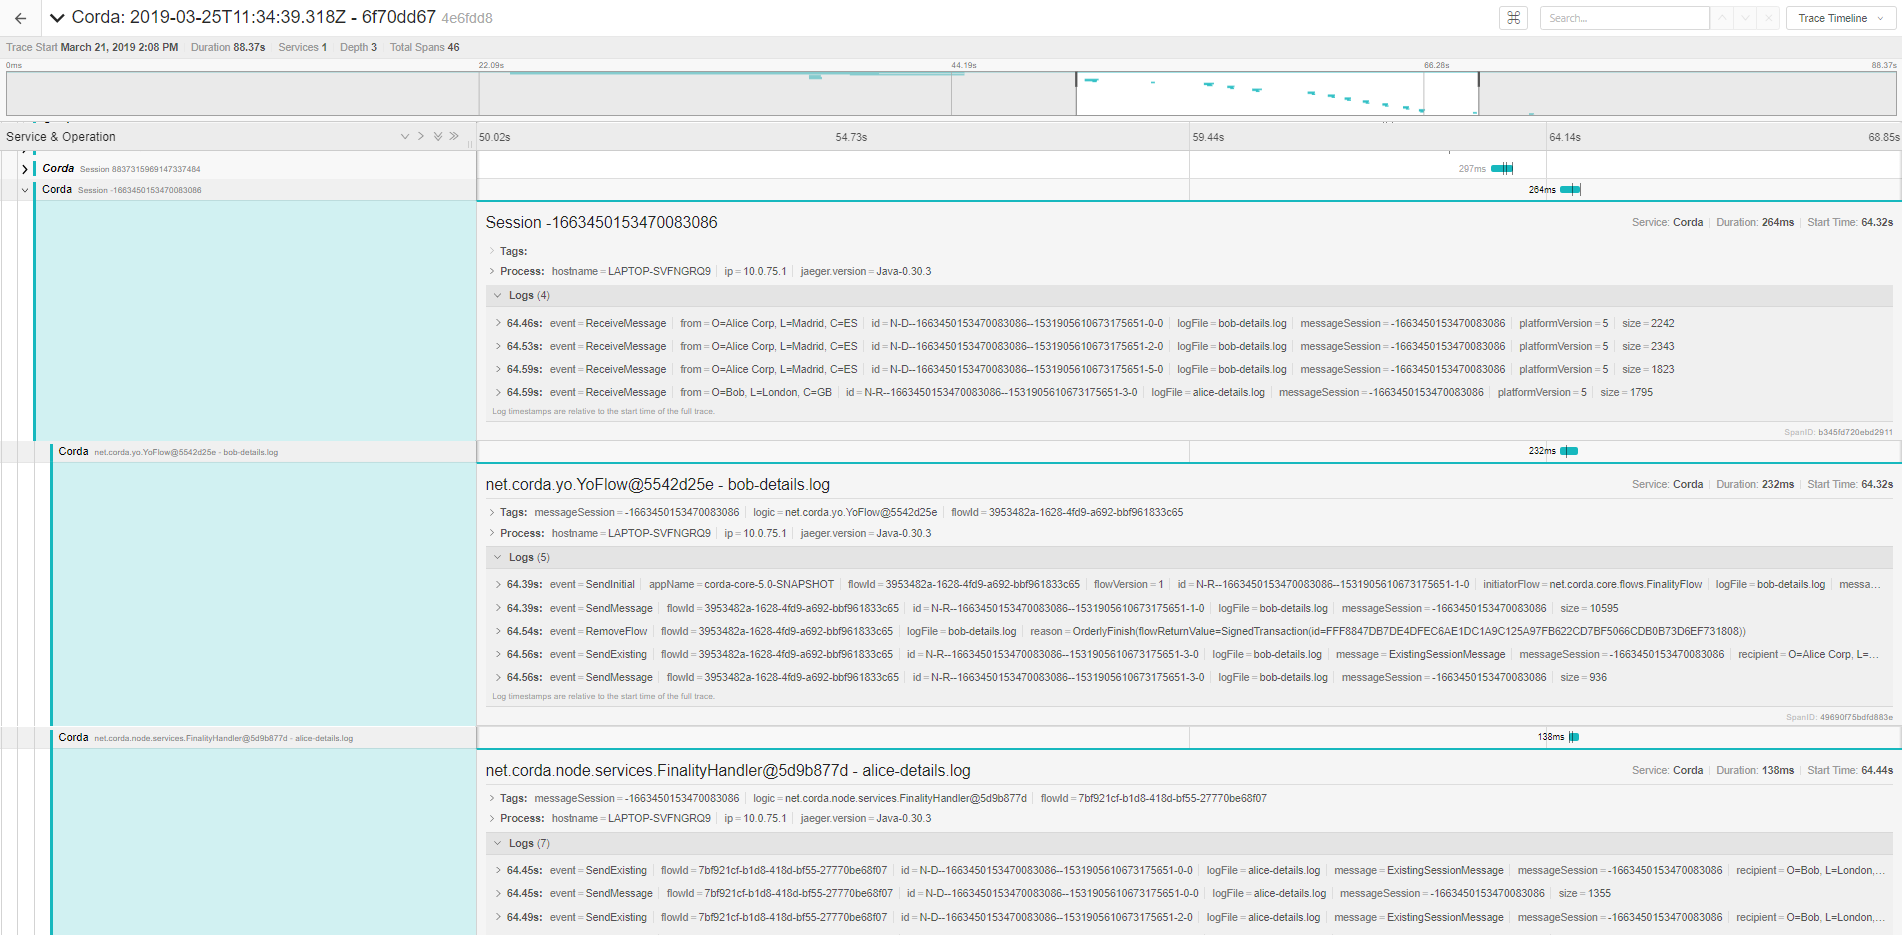 Corda: 2019-03-25T11:34:39.318Z - 6f70dd67 4e6fdd8
⌘ Search... Trace Timeline
Trace Start March 21, 2019 2:08 PM Duration 88.37s Services 1 Depth 3 Total Spans 46
0ms 22.09s 44.19s 66.28s 88.37s
Service & Operation 50.02s 54.73s 59.44s 64.14s 68.85s
Corda Session 8837315969147337484 297ms
Corda Session -1663450153470083086 264ms
Session -1663450153470083086 Service: Corda Duration: 264ms Start Time: 64.32s
Tags:
Process: hostname = LAPTOP-SVFNGRQ9 ip = 10.0.75.1 jaeger.version = Java-0.30.3
Logs (4)
64.46s: event = ReceiveMessage from = O=Alice Corp, L=Madrid, C=ES id = N-D--1663450153470083086--1531905610673175651-0-0 logFile = bob-details.log messageSession = -1663450153470083086 platformVersion = 5 size = 2242
64.53s: event = ReceiveMessage from = O=Alice Corp, L=Madrid, C=ES id = N-D--1663450153470083086--1531905610673175651-2-0 logFile = bob-details.log messageSession = -1663450153470083086 platformVersion = 5 size = 2343
64.59s: event = ReceiveMessage from = O=Alice Corp, L=Madrid, C=ES id = N-D--1663450153470083086--1531905610673175651-5-0 logFile = bob-details.log messageSession = -1663450153470083086 platformVersion = 5 size = 1823
64.59s: event = ReceiveMessage from = O=Bob, L=London, C=GB id = N-R--1663450153470083086--1531905610673175651-3-0 logFile = alice-details.log messageSession = -1663450153470083086 platformVersion = 5 size = 1795
Log timestamps are relative to the start time of the full trace.
SpanID: b345fd720ebd2911
Corda net.corda.yo.YoFlow@5542d25e - bob-details.log 232ms
net.corda.yo.YoFlow@5542d25e - bob-details.log Service: Corda Duration: 232ms Start Time: 64.32s
Tags: messageSession = -1663450153470083086 logic = net.corda.yo.YoFlow@5542d25e flowId = 3953482a-1628-4fd9-a692-bbf961833c65
Process: hostname = LAPTOP-SVFNGRQ9 ip = 10.0.75.1 jaeger.version = Java-0.30.3
Logs (5)
64.39s: event = SendInitial appName = corda-core-5.0-SNAPSHOT flowId = 3953482a-1628-4fd9-a692-bbf961833c65 flowVersion = 1 id = N-R--1663450153470083086--1531905610673175651-1-0 initiatorFlow = net.corda.core.flows.FinalityFlow logFile = bob-details.log messa...
64.39s: event = SendMessage flowId = 3953482a-1628-4fd9-a692-bbf961833c65 id = N-R--1663450153470083086--1531905610673175651-1-0 logFile = bob-details.log messageSession = -1663450153470083086 size = 10595
64.54s: event = RemoveFlow flowId = 3953482a-1628-4fd9-a692-bbf961833c65 logFile = bob-details.log reason = OrderlyFinish(flowReturnValue=SignedTransaction(id=FFF8847DB7DE4DFEC6AE1DC1A9C125A97FB622CD7BF5066CDB0B73D6EF731808))
64.56s: event = SendExisting flowId = 3953482a-1628-4fd9-a692-bbf961833c65 id = N-R--1663450153470083086--1531905610673175651-3-0 logFile = bob-details.log message = ExistingSessionMessage messageSession = -1663450153470083086 recipient = O=Alice Corp, L=...
64.56s: event = SendMessage flowId = 3953482a-1628-4fd9-a692-bbf961833c65 id = N-R--1663450153470083086--1531905610673175651-3-0 logFile = bob-details.log messageSession = -1663450153470083086 size = 936
Log timestamps are relative to the start time of the full trace.
SpanID: 49690f75bdfd883e
Corda net.corda.node.services.FinalityHandler@5d9b877d - alice-details.log 138ms
net.corda.node.services.FinalityHandler@5d9b877d - alice-details.log Service: Corda Duration: 138ms Start Time: 64.44s
Tags: messageSession = -1663450153470083086 logic = net.corda.node.services.FinalityHandler@5d9b877d flowId = 7bf921cf-b1d8-418d-bf55-27770be68f07
Process: hostname = LAPTOP-SVFNGRQ9 ip = 10.0.75.1 jaeger.version = Java-0.30.3
Logs (7)
64.45s: event = SendExisting flowId = 7bf921cf-b1d8-418d-bf55-27770be68f07 id = N-D--1663450153470083086--1531905610673175651-0-0 logFile = alice-details.log message = ExistingSessionMessage messageSession = -1663450153470083086 recipient = O=Bob, L=London,...
64.45s: event = SendMessage flowId = 7bf921cf-b1d8-418d-bf55-27770be68f07 id = N-D--1663450153470083086--1531905610673175651-0-0 logFile = alice-details.log messageSession = -1663450153470083086 size = 1355
64.49s: event = SendExisting flowId = 7bf921cf-b1d8-418d-bf55-27770be68f07 id = N-D--1663450153470083086--1531905610673175651-2-0 logFile = alice-details.log message = ExistingSessionMessage messageSession = -1663450153470083086 recipient = O=Bob, L=London,...